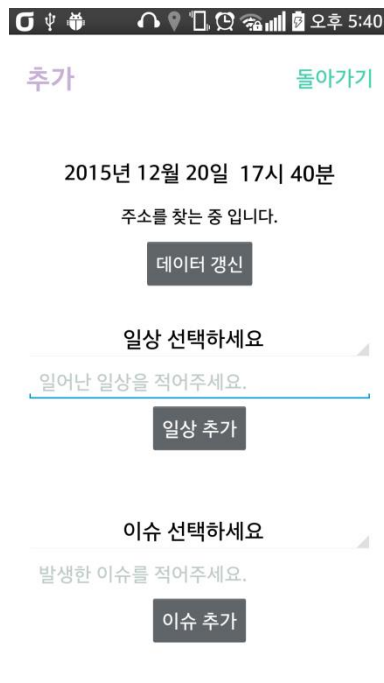 오후 5:40
추가 돌아가기
2015년 12월 20일 17시 40분
주소를 찾는 중 입니다.
데이터 갱신
일상 선택하세요
일어난 일상을 적어주세요.
일상 추가
이슈 선택하세요
발생한 이슈를 적어주세요.
이슈 추가